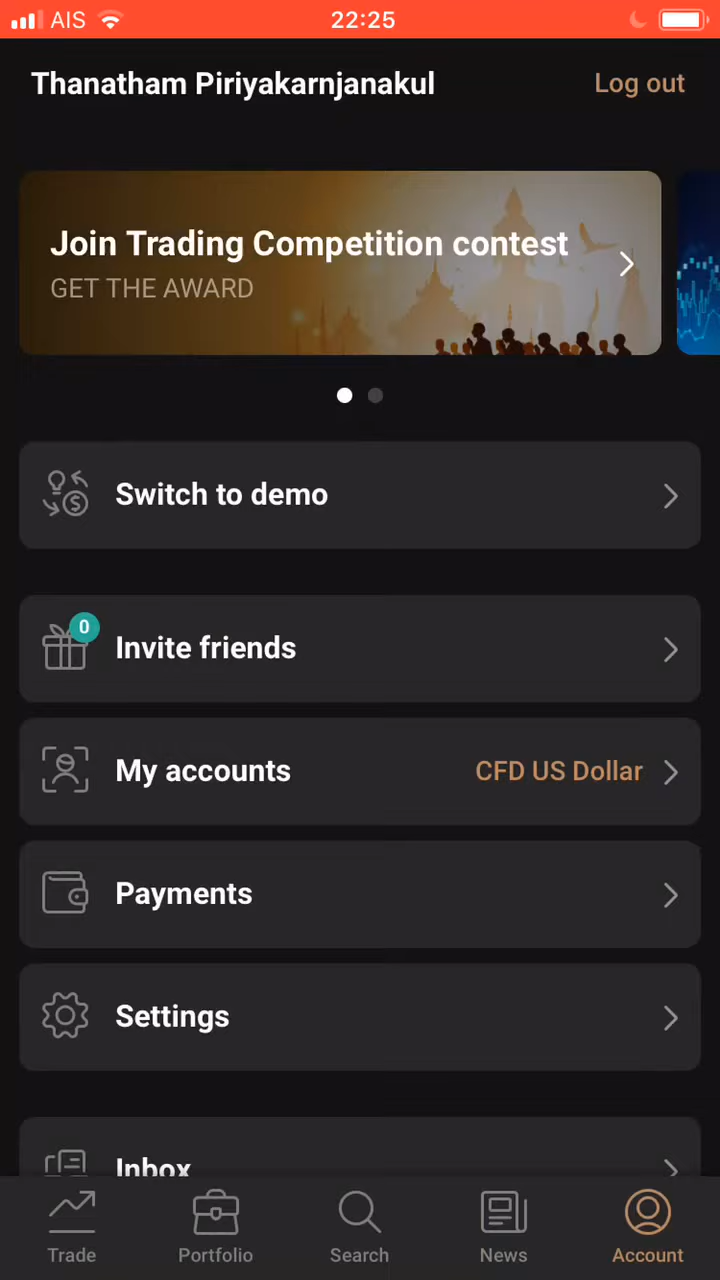 AIS
22:25
Thanatham Piriyakarnjanakul
Log out
Join Trading Competition contest
GET THE AWARD
Switch to demo
0
Invite friends
My accounts
CFD US Dollar
Payments
Settings
Inbox
Trade
Portfolio
Search
News
Account